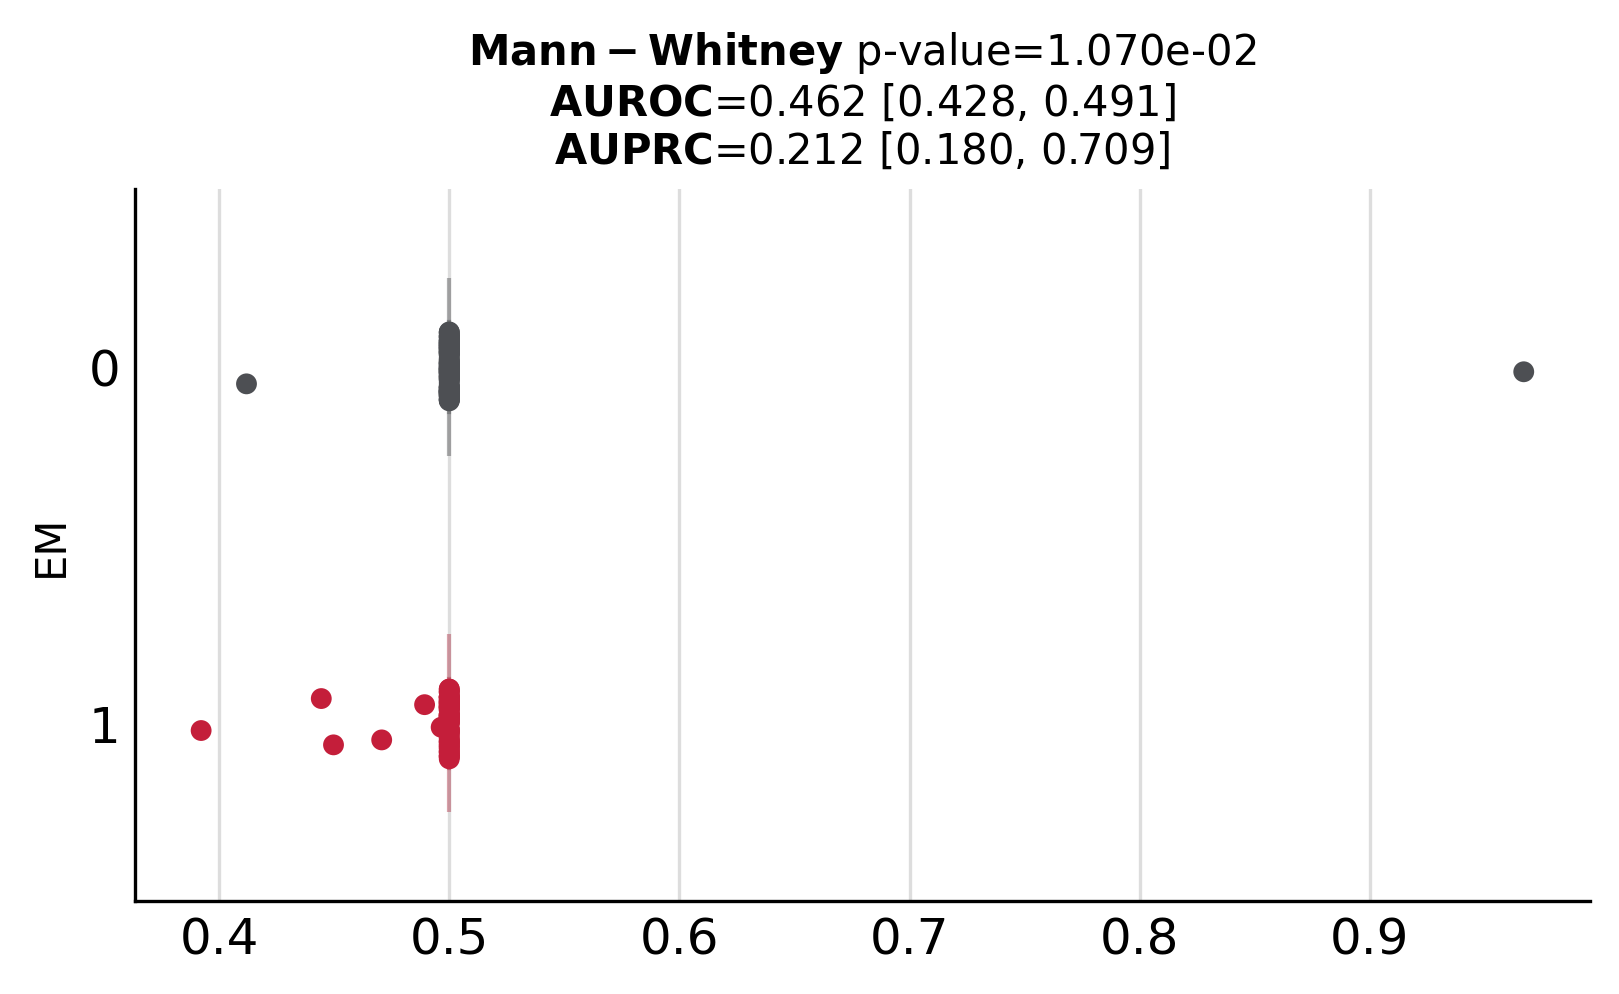 Mann − Whitney p-value=1.070e-02
AUROC=0.462 [0.428, 0.491]
AUPRC=0.212 [0.180, 0.709]
0
EM
1
0.4 0.5 0.6 0.7 0.8 0.9